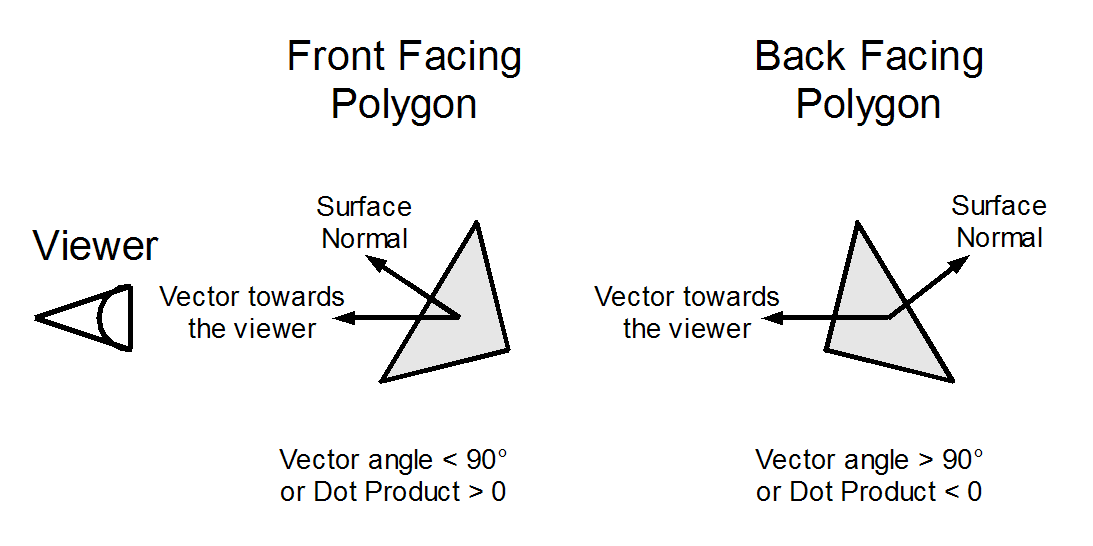 Front Facing
Polygon
Back Facing
Polygon
Viewer
Surface
Normal
Vector towards
the viewer
Surface
Normal
Vector towards
the viewer
Vector angle < 90°
or Dot Product > 0
Vector angle > 90°
or Dot Product < 0